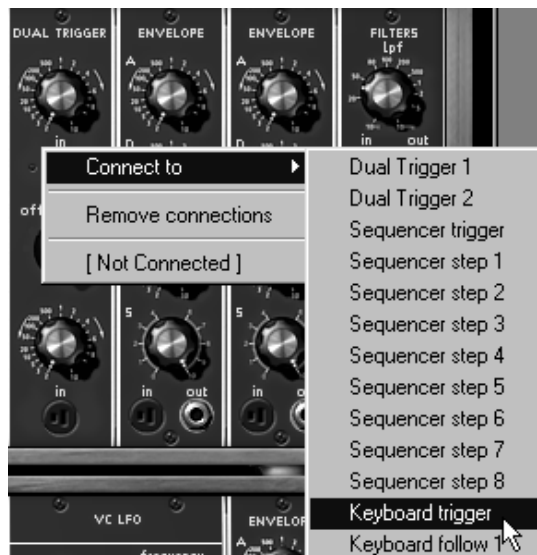 DUAL TRIGGER
ENVELOPE
ENVELOPE
FILTERS
Lpf
A
A
in
in
out
Connect to
Remove connections
[ Not Connected ]
Dual Trigger 1
Dual Trigger 2
Sequencer trigger
Sequencer step 1
Sequencer step 2
Sequencer step 3
Sequencer step 4
Sequencer step 5
Sequencer step 6
Sequencer step 7
Sequencer step 8
Keyboard trigger
Keyboard follow 1
S
S
in
in
out
in
VC LFO
ENVELOP
A